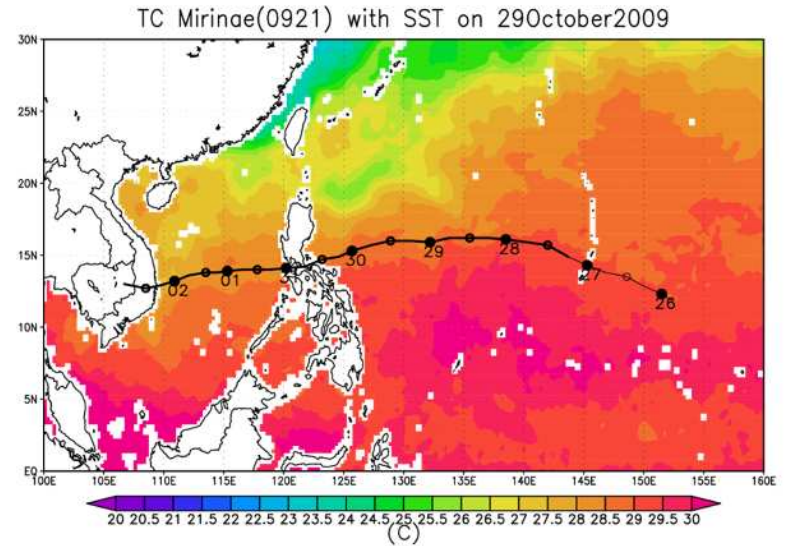 TC Mirinae(0921) with SST on 29October2009
30N
25N
20N
15N
10N
5N
EQ
02
01
30
29
28
27
26
100E 105E 110E 115E 120E 125E 130E 135E 140E 145E 150E 155E 160E
20 20.5 21 21.5 22 22.5 23 23.5 24 24.5 25 25.5 26 26.5 27 27.5 28 28.5 29 29.5 30
(C)